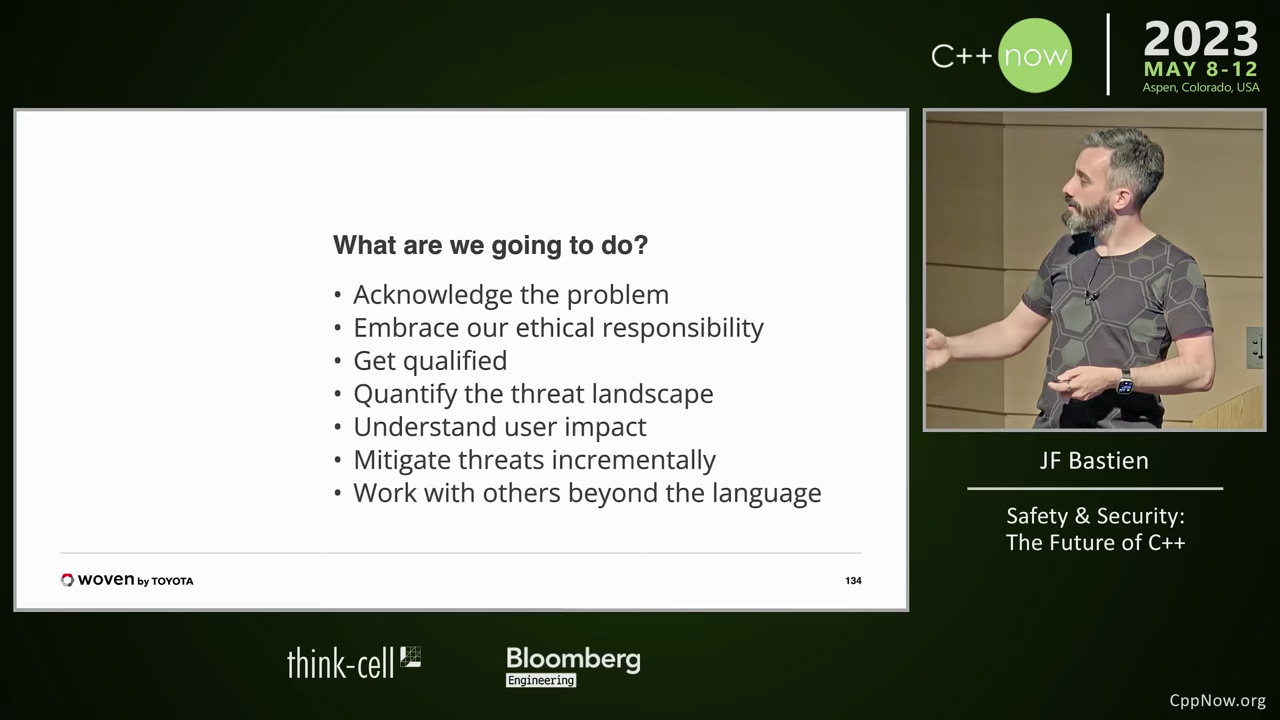 C++ now
2023
MAY 8-12
Aspen, Colorado, USA
What are we going to do?
• Acknowledge the problem
• Embrace our ethical responsibility
• Get qualified
• Quantify the threat landscape
• Understand user impact
• Mitigate threats incrementally
• Work with others beyond the language
woven by TOYOTA
134
JF Bastien
Safety & Security:
The Future of C++
think-cell
Bloomberg
Engineering
CppNow.org